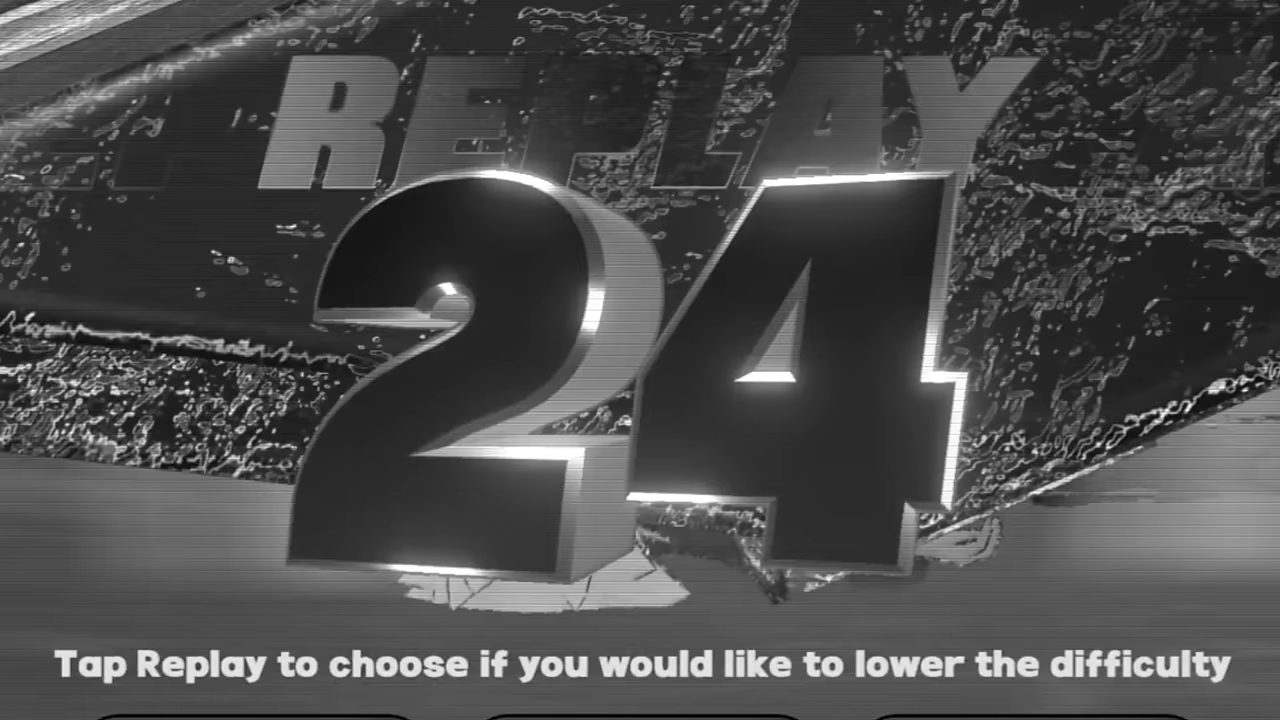 REPLAY
24
Tap Replay to choose if you would like to lower the difficulty